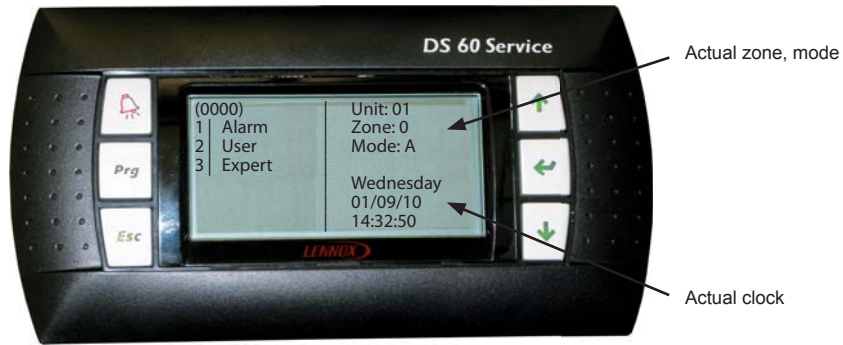 DS 60 Service
Actual zone, mode
Prg
Esc
(0000)
1 | Alarm
2 | User
3 | Expert
Unit: 01
Zone: 0
Mode: A
Wednesday
01/09/10
14:32:50
LENNOX
Actual clock